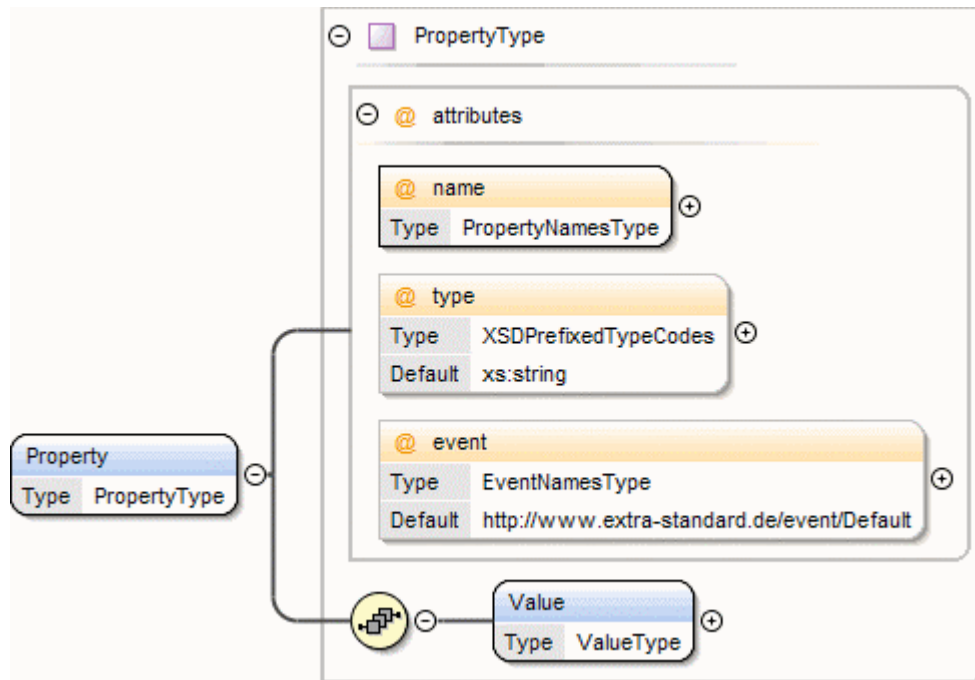 PropertyType
@ attributes
@ name
Type PropertyNamesType
@ type
Type XSDPrefixedTypeCodes
Default xs:string
@ event
Type EventNamesType
Default http://www.extra-standard.de/event/Default
Property
Type PropertyType
Value
Type ValueType